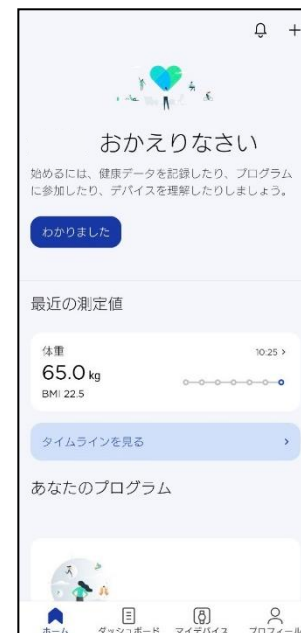 おかえりなさい
始めるには、健康データを記録したり、プログラム
に参加したり、デバイスを理解したりしましょう。
わかりました
最近の測定値
体重
10:25
65.0 kg
BMI 22.5
タイムラインを見る
あなたのプログラム
ホーム
ダッシュボード
マイデバイス
プロフィール